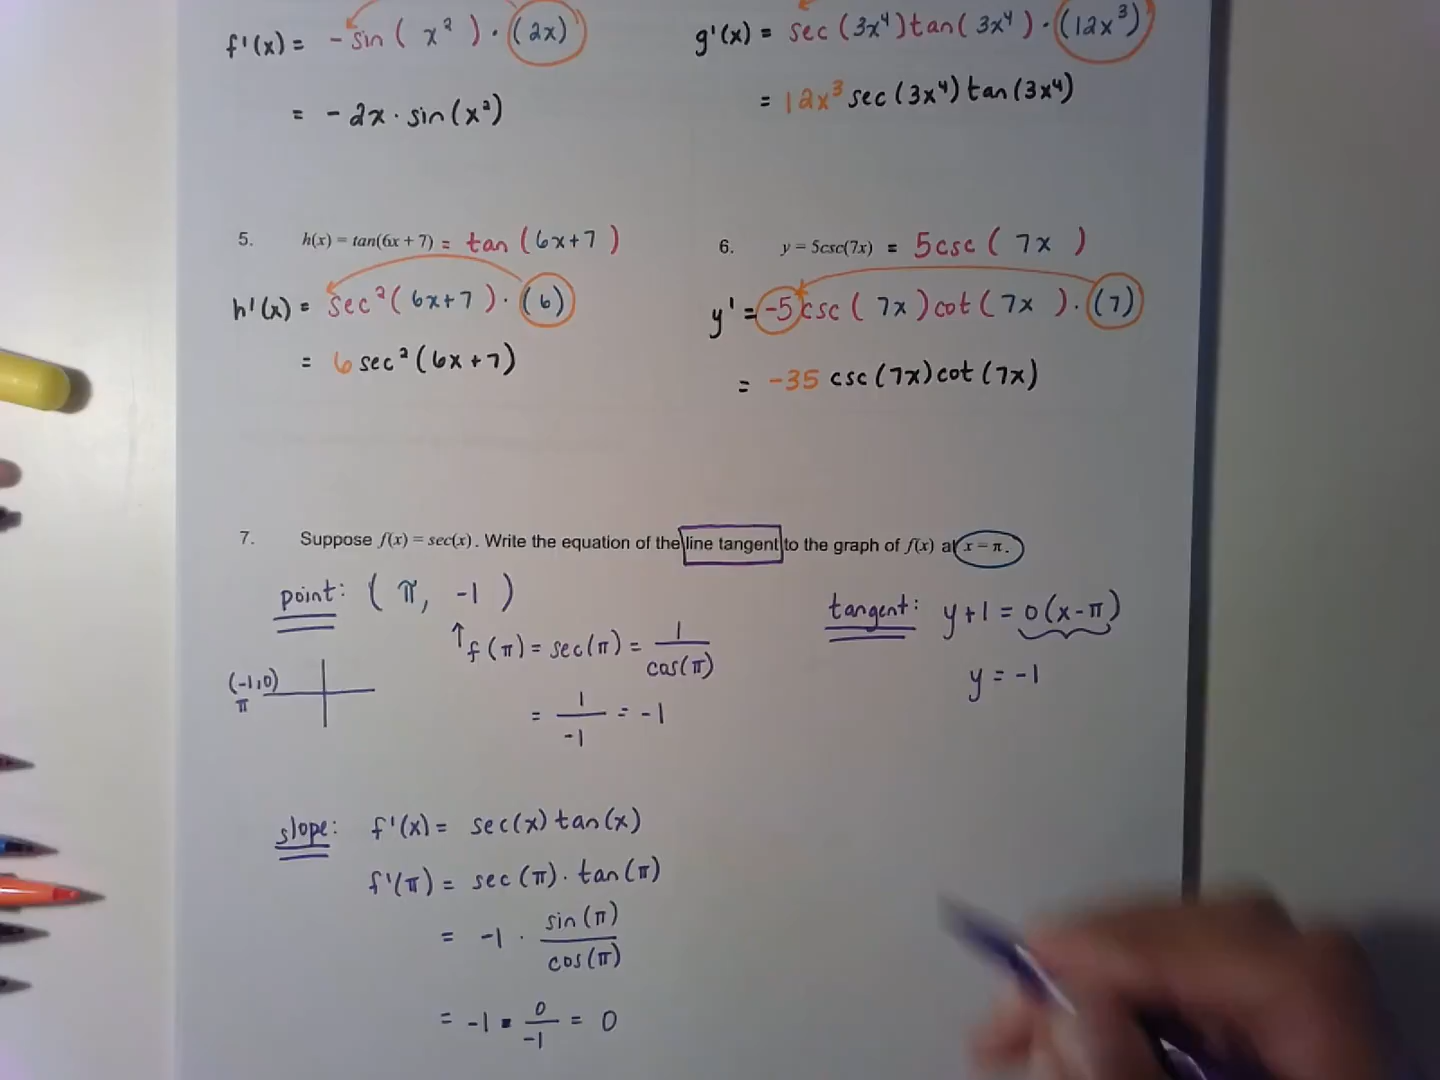 f'(x) = -sin( x² ) · (2x)
= -2x · sin(x²)
g'(x) = sec(3x⁴)tan(3x⁴) · (12x³)
= 12x³ sec(3x⁴) tan(3x⁴)
5. h(x) = tan(6x + 7) = tan(6x+7)
h'(x) = sec²(6x+7) · (6)
= 6 sec²(6x+7)
6. y = 5csc(7x) = 5csc( 7x )
y' = -5csc( 7x )cot( 7x ) · (7)
= -35 csc(7x)cot(7x)
7. Suppose f(x) = sec(x). Write the equation of the line tangent to the graph of f(x) at x = π.
point: ( π, -1 )
↑ f(π) = sec(π) = 1/cos(π)
= 1/-1 = -1
(-1,0)
π
slope: f'(x) = sec(x) tan(x)
f'(π) = sec(π) · tan(π)
= -1 · sin(π)/cos(π)
= -1 · 0/-1 = 0
tangent: y+1 = 0(x-π)
y = -1